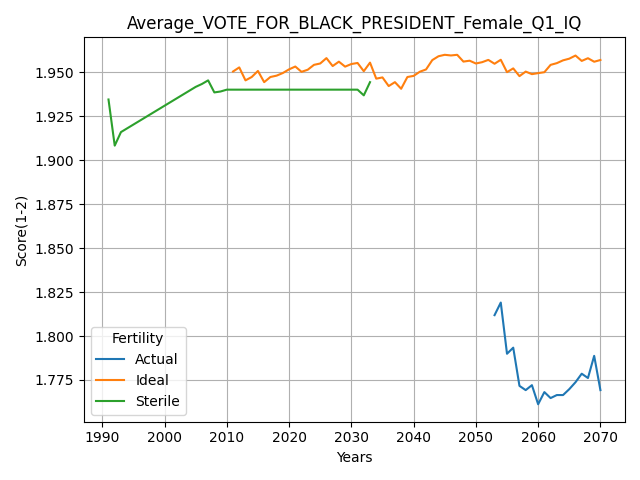 Average_VOTE_FOR_BLACK_PRESIDENT_Female_Q1_IQ
1.950
1.925
1.900
1.875
1.850
1.825
1.800
1.775
Score(1-2)
Fertility
Actual
Ideal
Sterile
1990 2000 2010 2020 2030 2040 2050 2060 2070
Years